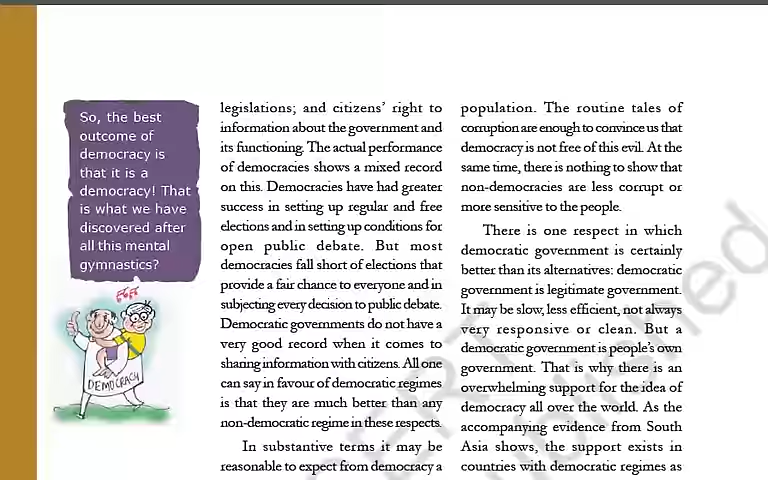 So, the best
outcome of
democracy is
that it is a
democracy! That
is what we have
discovered after
all this mental
gymnastics?
DEMOCRACY
legislations; and citizens’ right to
information about the government and
its functioning. The actual performance
of democracies shows a mixed record
on this. Democracies have had greater
success in setting up regular and free
elections and in setting up conditions for
open public debate. But most
democracies fall short of elections that
provide a fair chance to everyone and in
subjecting every decision to public debate.
Democratic governments do not have a
very good record when it comes to
sharing information with citizens. All one
can say in favour of democratic regimes
is that they are much better than any
non-democratic regime in these respects.
In substantive terms it may be
reasonable to expect from democracy a
population. The routine tales of
corruption are enough to convince us that
democracy is not free of this evil. At the
same time, there is nothing to show that
non-democracies are less corrupt or
more sensitive to the people.
There is one respect in which
democratic government is certainly
better than its alternatives: democratic
government is legitimate government.
It may be slow, less efficient, not always
very responsive or clean. But a
democratic government is people’s own
government. That is why there is an
overwhelming support for the idea of
democracy all over the world. As the
accompanying evidence from South
Asia shows, the support exists in
countries with democratic regimes as